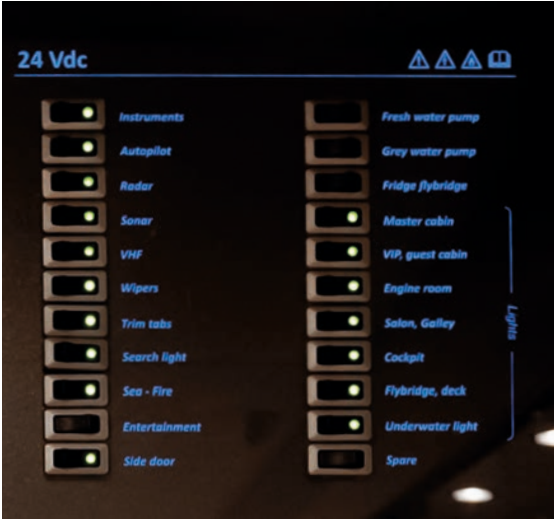 24 Vdc
Instruments
Autopilot
Radar
Sonar
VHF
Wipers
Trim tabs
Search light
Sea - Fire
Entertainment
Side door
Fresh water pump
Grey water pump
Fridge flybridge
Master cabin
VIP, guest cabin
Engine room
Salon, Galley
Cockpit
Flybridge, deck
Underwater light
Spare
Lights